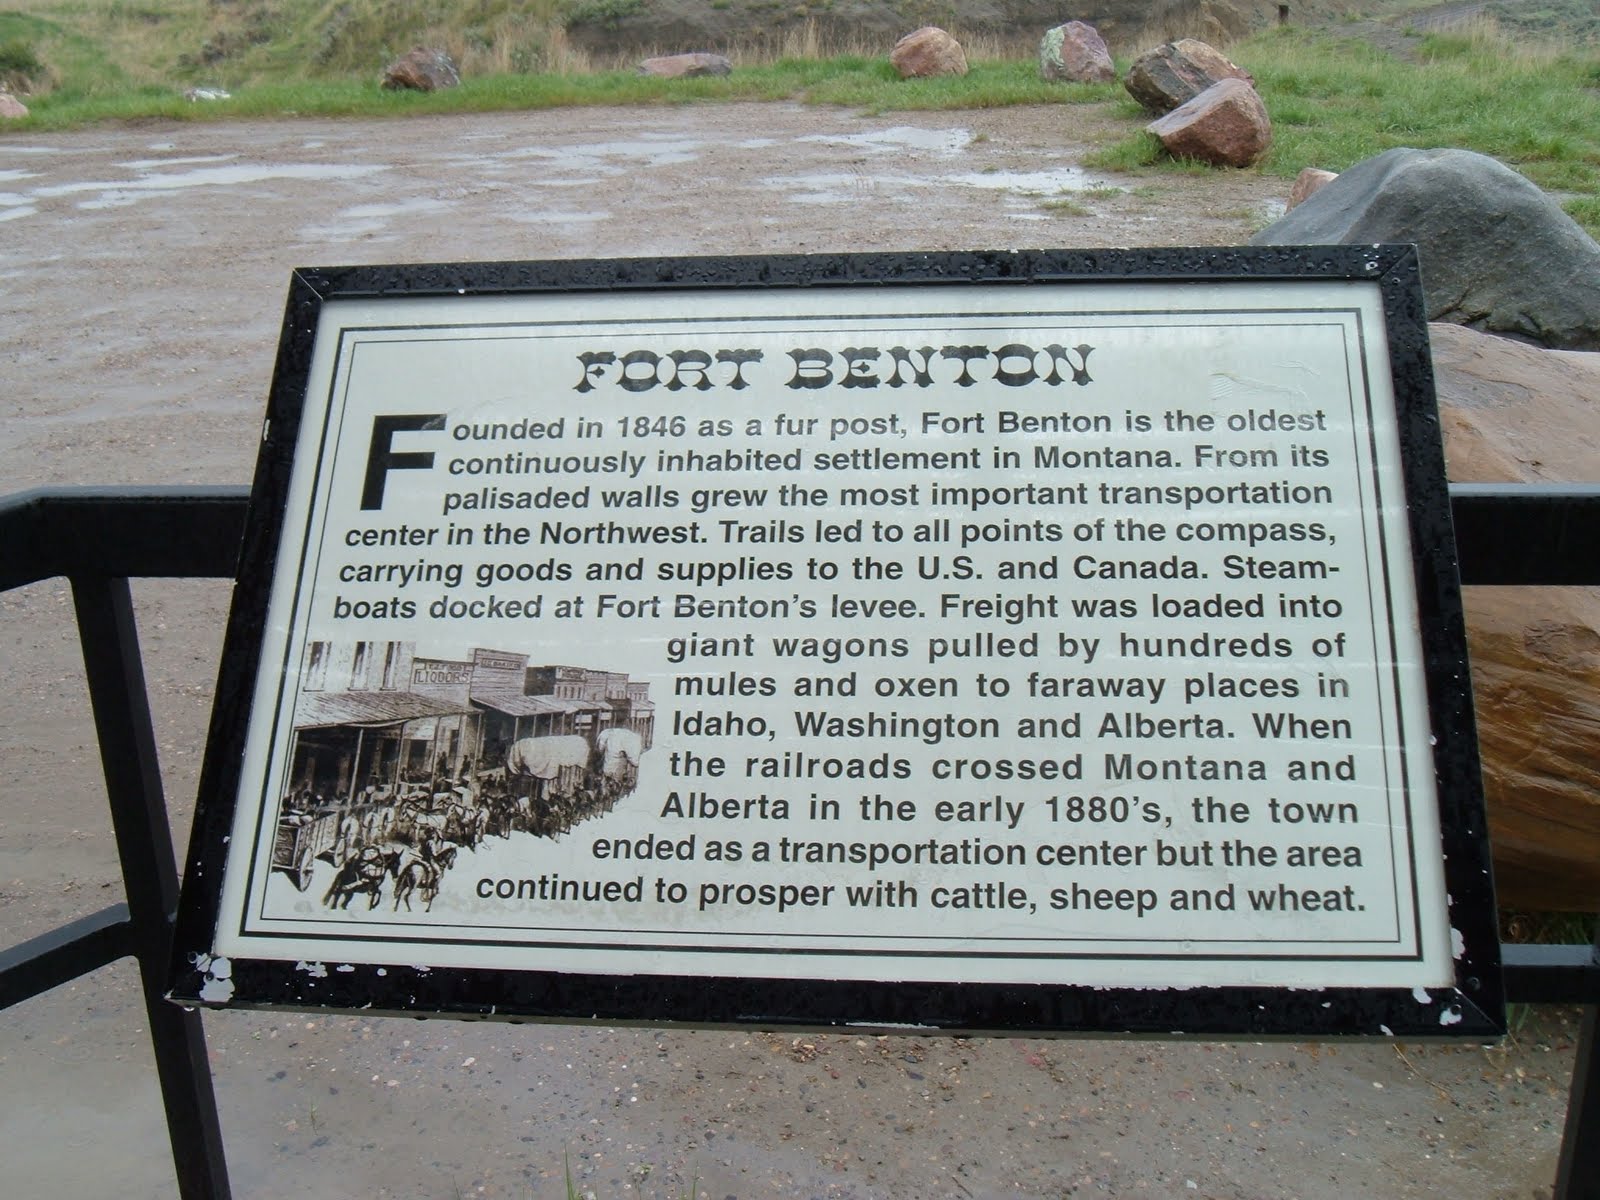 FORT BENTON
Founded in 1846 as a fur post, Fort Benton is the oldest
continuously inhabited settlement in Montana. From its
palisaded walls grew the most important transportation
center in the Northwest. Trails led to all points of the compass,
carrying goods and supplies to the U.S. and Canada. Steam-
boats docked at Fort Benton's levee. Freight was loaded into
giant wagons pulled by hundreds of
mules and oxen to faraway places in
Idaho, Washington and Alberta. When
the railroads crossed Montana and
Alberta in the early 1880's, the town
ended as a transportation center but the area
continued to prosper with cattle, sheep and wheat.
LIQUORS